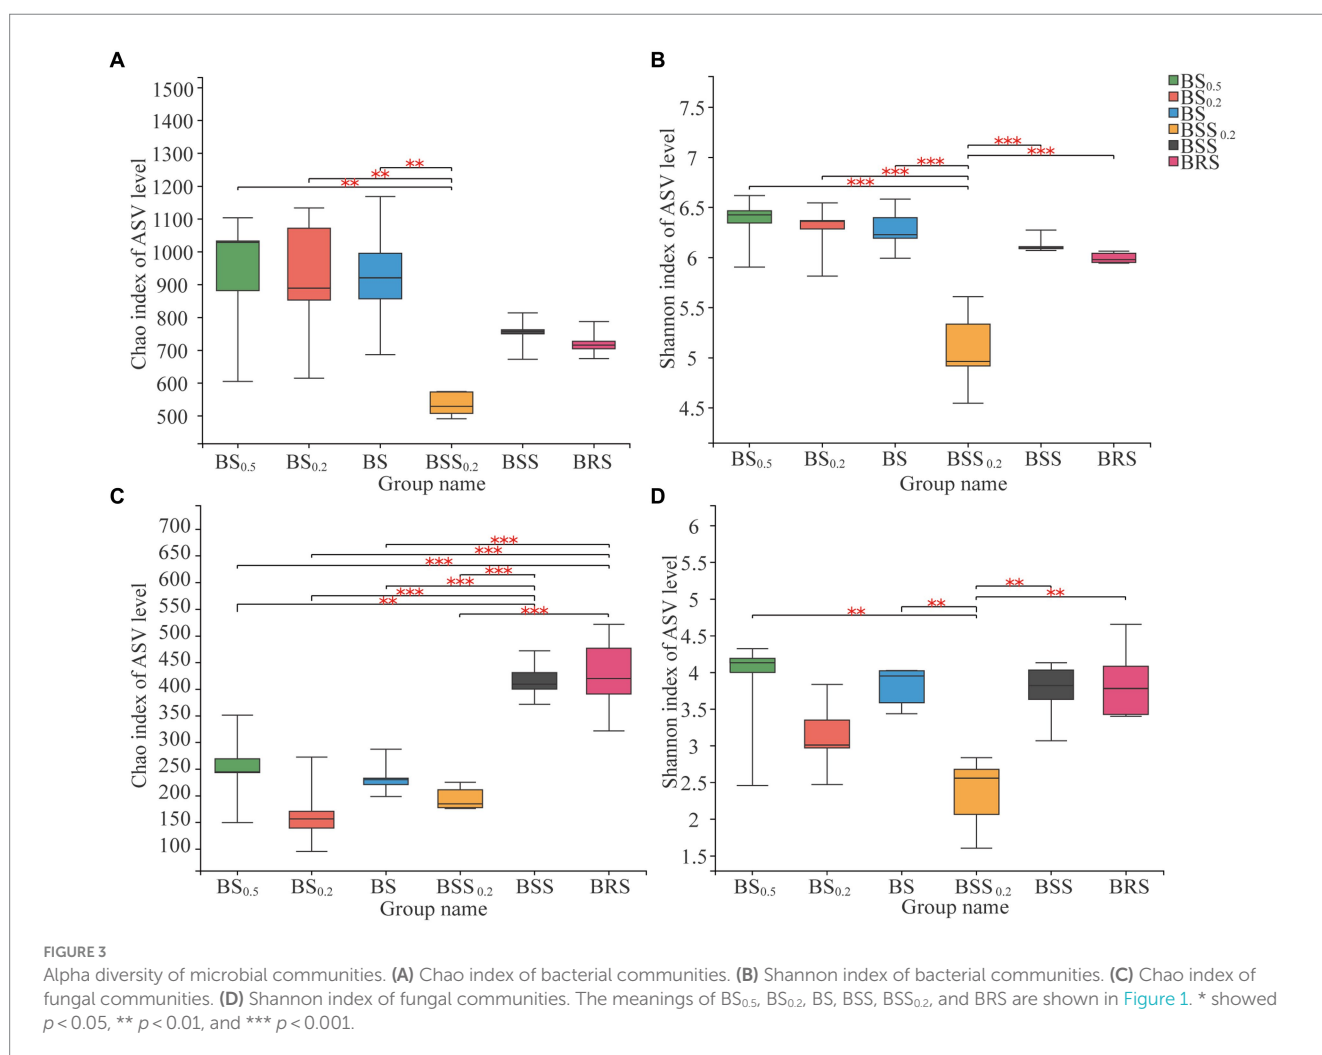 A
1500
1400
1300
1200
1100
1000
900
800
700
600
500
Chao index of ASV level
**
**
**
BS0.5 BS0.2 BS BSS0.2 BSS BRS
Group name
B
7.5
7
6.5
6
5.5
5
4.5
Shannon index of ASV level
***
***
***
***
***
BS0.5 BS0.2 BS BSS0.2 BSS BRS
Group name
BS0.5
BS0.2
BS
BSS0.2
BSS
BRS
C
700
650
600
550
500
450
400
350
300
250
200
150
100
Chao index of ASV level
***
***
***
***
***
***
**
***
BS0.5 BS0.2 BS BSS0.2 BSS BRS
Group name
D
6
5.5
5
4.5
4
3.5
3
2.5
2
1.5
Shannon index of ASV level
**
**
**
**
BS0.5 BS0.2 BS BSS0.2 BSS BRS
Group name
FIGURE 3
Alpha diversity of microbial communities. (A) Chao index of bacterial communities. (B) Shannon index of bacterial communities. (C) Chao index of
fungal communities. (D) Shannon index of fungal communities. The meanings of BS0.5, BS0.2, BS, BSS, BSS0.2, and BRS are shown in Figure 1. * showed
p < 0.05, ** p < 0.01, and *** p < 0.001.